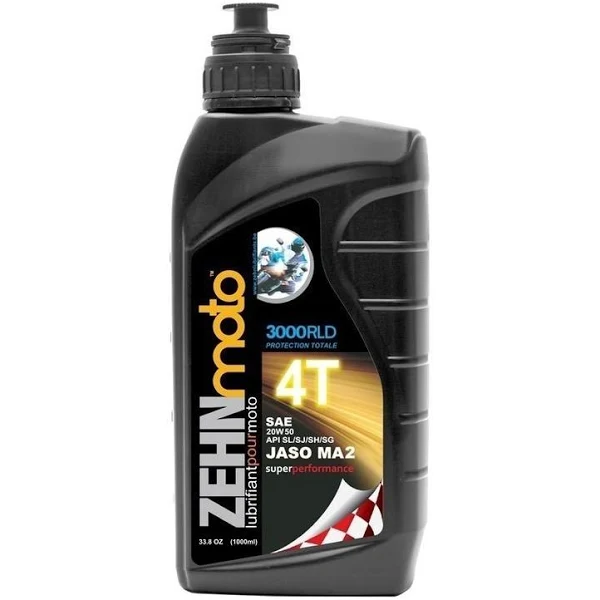 ZEHNmoto™
lubrifiantpourmoto
3000RLD
PROTECTION TOTALE
4T
SAE
20W50
API SL/SJ/SH/SG
JASO MA2
superperformance
33.8 OZ (1000ml)